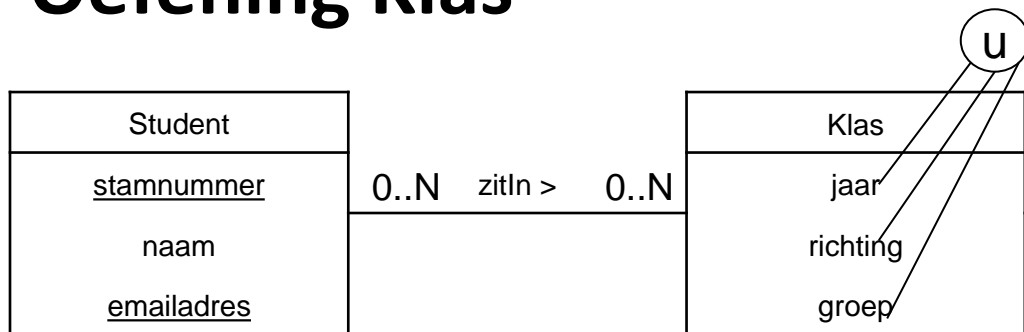 Oefening Klas
u
Student
Klas
stamnummer
0..N zitIn > 0..N
jaar
naam
richting
emailadres
groep